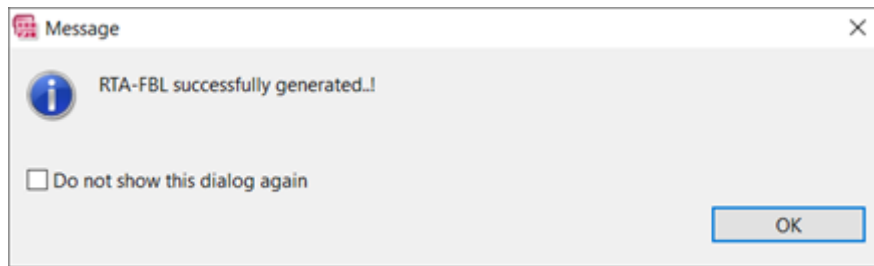 Message
RTA-FBL successfully generated..!
Do not show this dialog again
OK